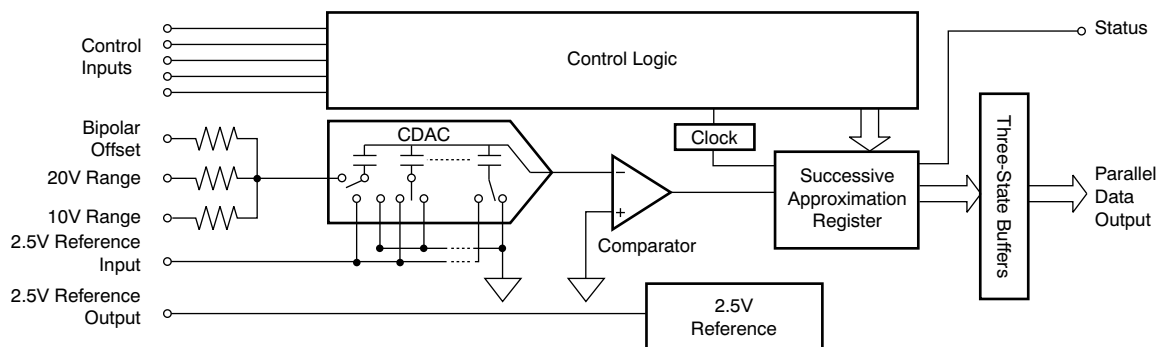 Control
Inputs
Control Logic
Status
Bipolar
Offset
CDAC
Clock
20V Range
10V Range
Comparator
Successive
Approximation
Register
Three-State Buffers
Parallel
Data
Output
2.5V Reference
Input
2.5V Reference
Output
2.5V
Reference